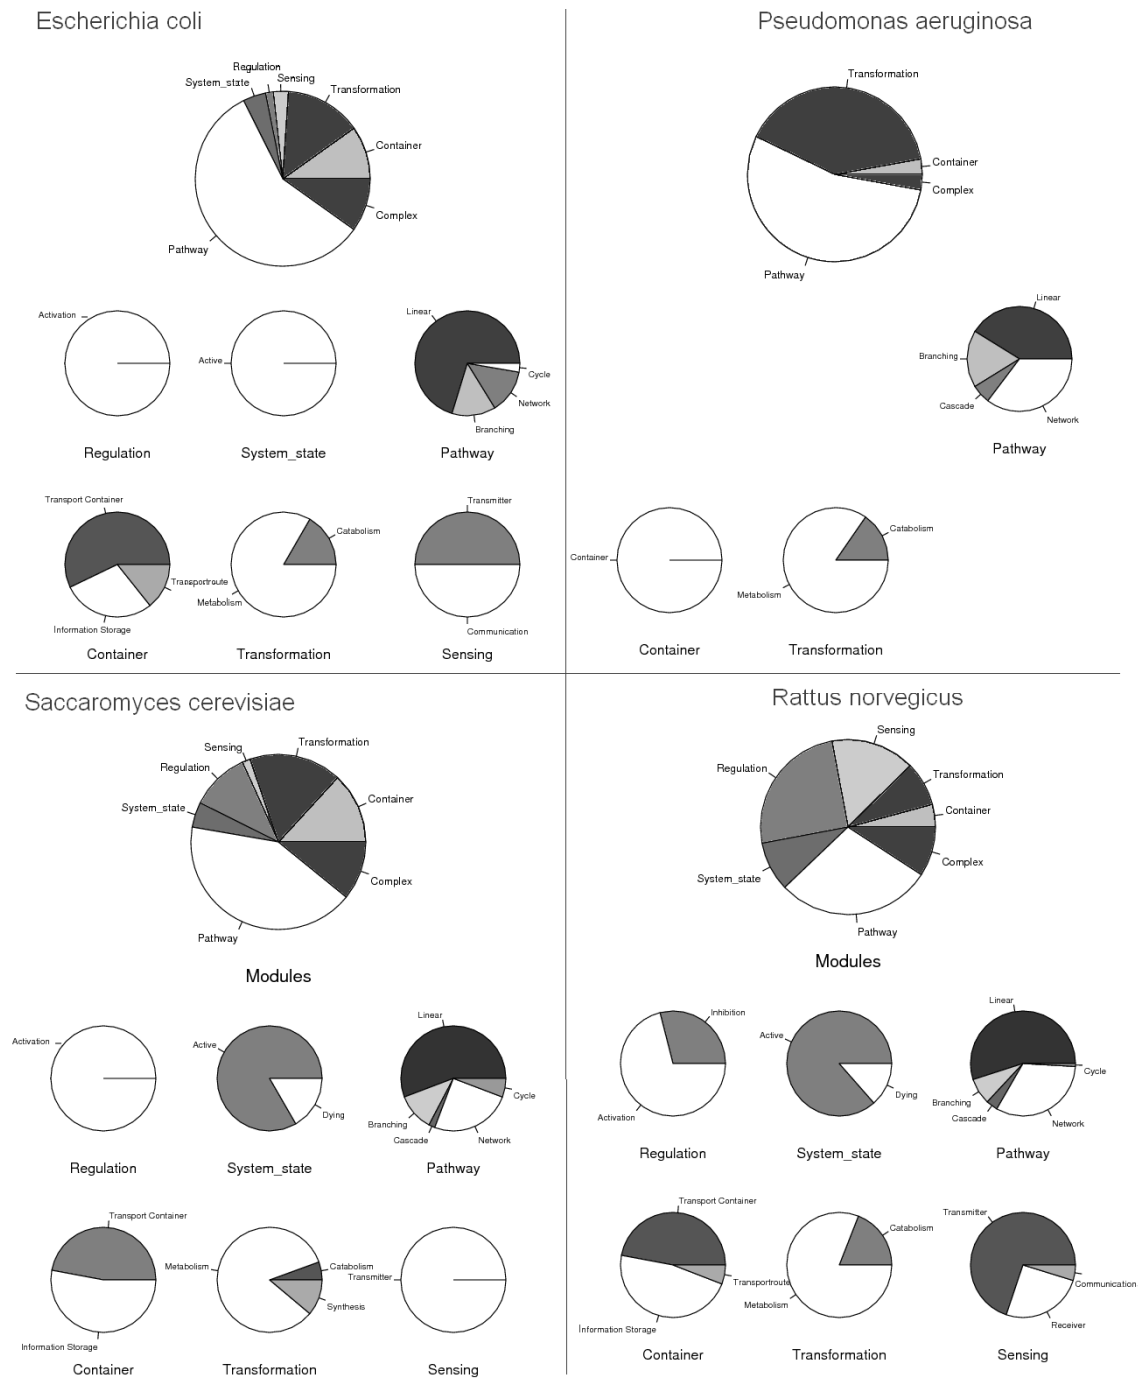 Escherichia coli
Regulation
Sensing
System_state
Transformation
Container
Complex
Pathway
Activation
Regulation
Active
System_state
Linear
Cycle
Network
Branching
Pathway
Transport Container
Transportroute
Information Storage
Container
Catabolism
Metabolism
Transformation
Transmitter
Communication
Sensing
Pseudomonas aeruginosa
Transformation
Container
Complex
Pathway
Linear
Branching
Cascade
Network
Pathway
Container
Container
Catabolism
Metabolism
Transformation
Saccaromyces cerevisiae
Sensing
Transformation
Regulation
Container
System_state
Complex
Pathway
Modules
Activation
Regulation
Active
Dying
System_state
Linear
Cycle
Branching
Cascade
Network
Pathway
Transport Container
Information Storage
Container
Metabolism
Catabolism
Synthesis
Transformation
Transmitter
Sensing
Rattus norvegicus
Sensing
Regulation
Transformation
Container
Complex
System_state
Pathway
Modules
Inhibition
Activation
Regulation
Active
Dying
System_state
Linear
Cycle
Branching
Cascade
Network
Pathway
Transport Container
Transportroute
Information Storage
Container
Catabolism
Metabolism
Transformation
Transmitter
Communication
Receiver
Sensing